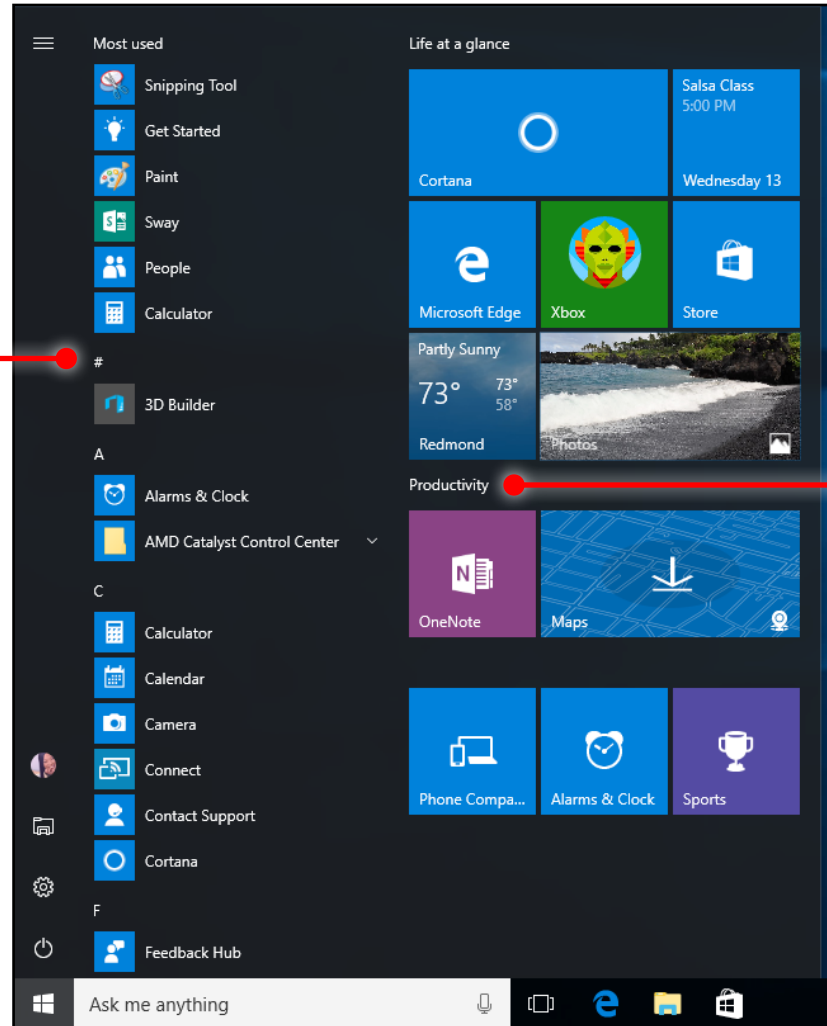 Most used
Snipping Tool
Get Started
Paint
Sway
People
Calculator
#
3D Builder
A
Alarms & Clock
AMD Catalyst Control Center
C
Calculator
Calendar
Camera
Connect
Contact Support
Cortana
F
Feedback Hub
Life at a glance
Cortana
Salsa Class
5:00 PM
Wednesday 13
Microsoft Edge
Xbox
Store
Partly Sunny
73° 73°
58°
Redmond
Photos
Productivity
OneNote
Maps
Phone Compa...
Alarms & Clock
Sports
Ask me anything